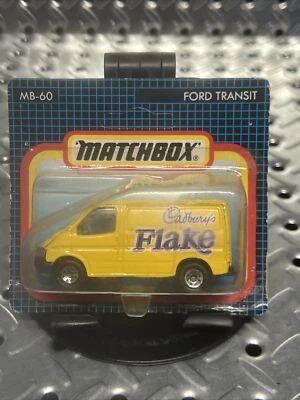 MB-60 FORD TRANSIT
MATCHBOX®
Cadbury's
Flake